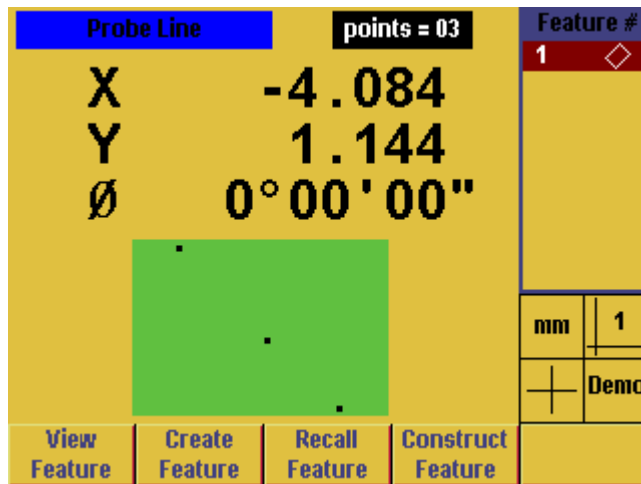 Probe Line
points = 03
Feature #
1
X -4.084
Y 1.144
Ø 0°00'00"
mm
1
Demo
View Feature
Create Feature
Recall Feature
Construct Feature